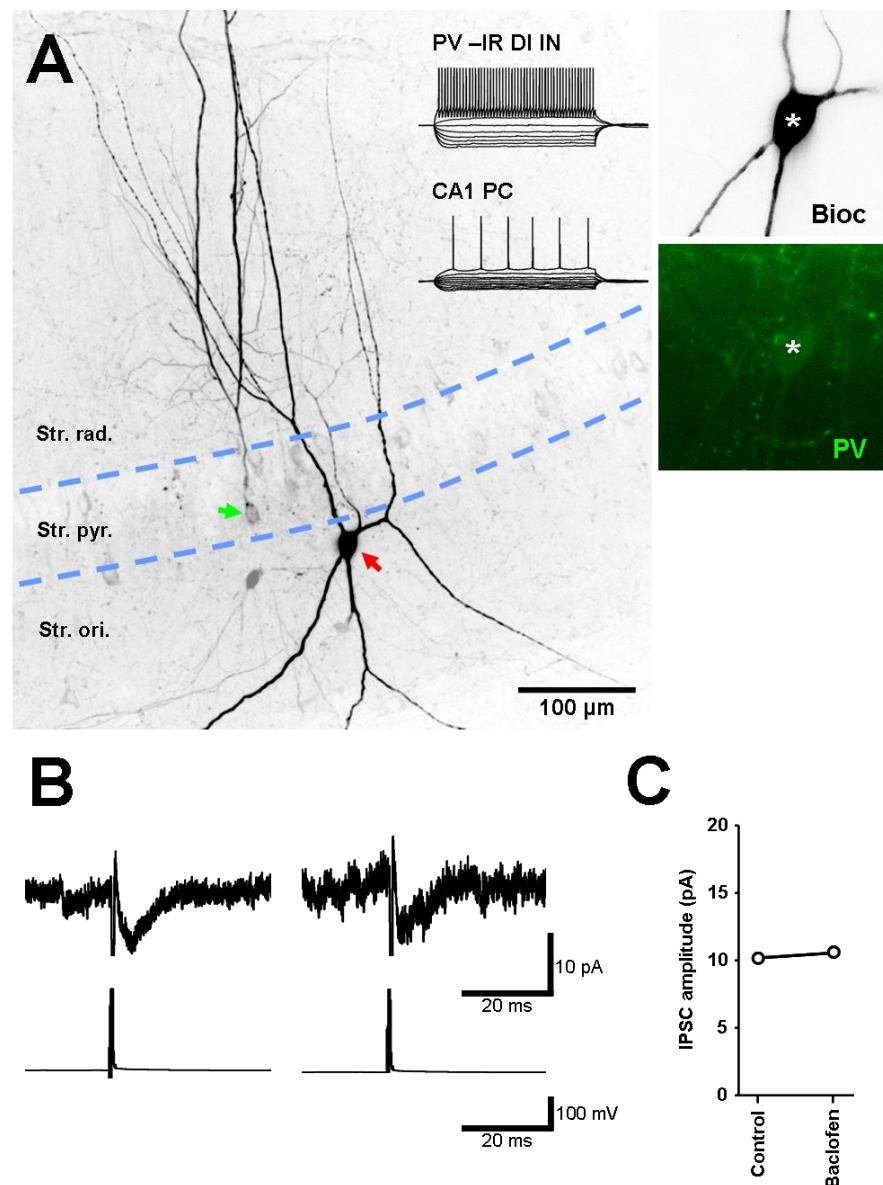 A
PV –IR DI IN
CA1 PC
*
Bioc
*
PV
Str. rad.
Str. pyr.
Str. ori.
100 µm
B
10 pA
20 ms
100 mV
20 ms
C
IPSC amplitude (pA)
20
15
10
5
0
Control
Baclofen